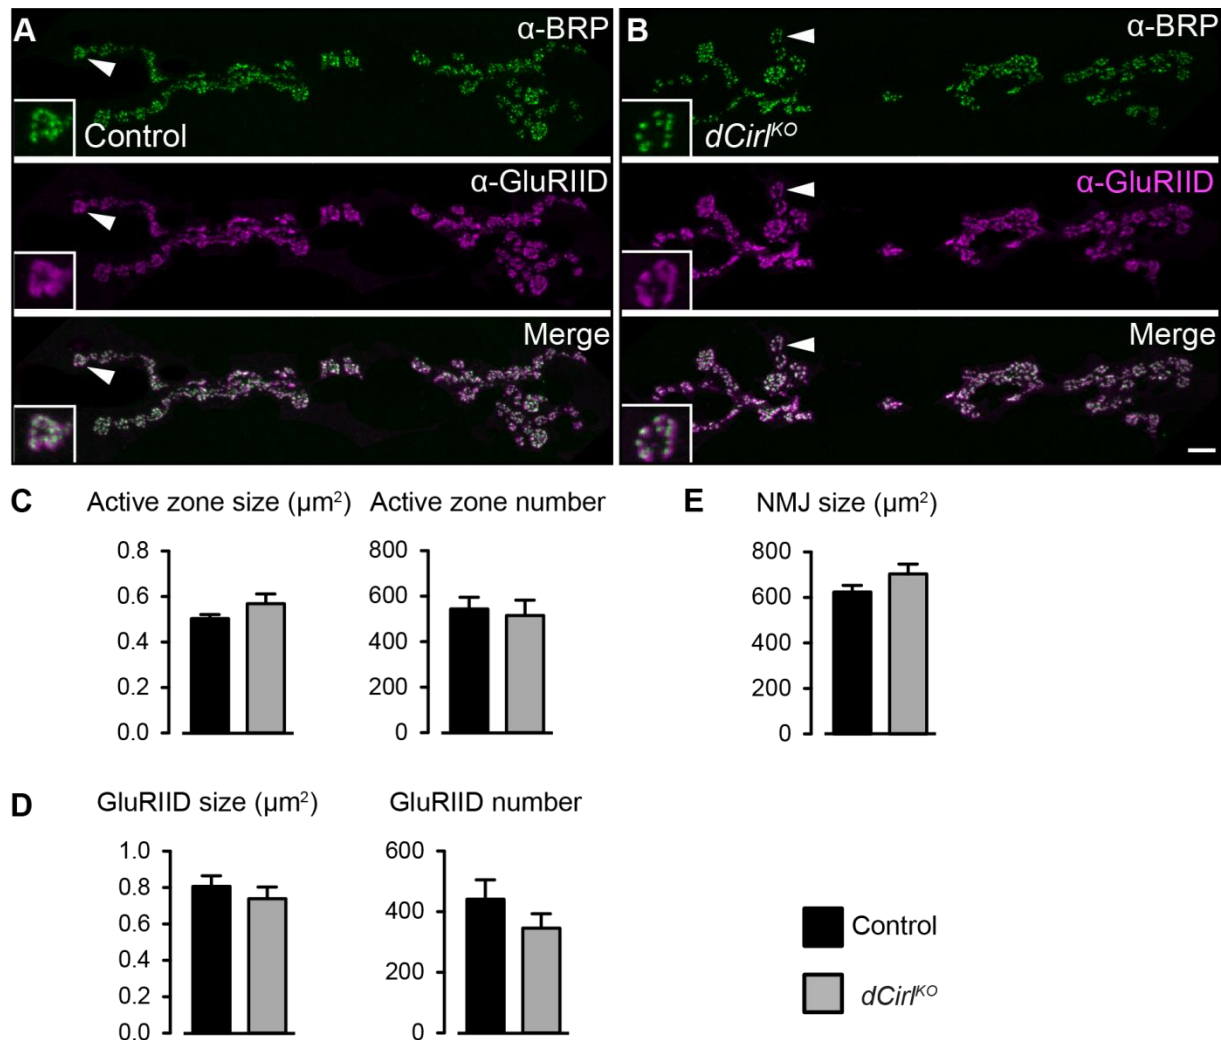 A
α-BRP
Control
α-GluRIID
Merge
B
α-BRP
dCirlᴷᴼ
α-GluRIID
Merge
C
Active zone size (µm²)
0.8
0.6
0.4
0.2
0.0
Active zone number
800
600
400
200
0
E
NMJ size (µm²)
800
600
400
200
0
D
GluRIID size (µm²)
1.0
0.8
0.6
0.4
0.2
0.0
GluRIID number
600
400
200
0
Control
dCirlᴷᴼ